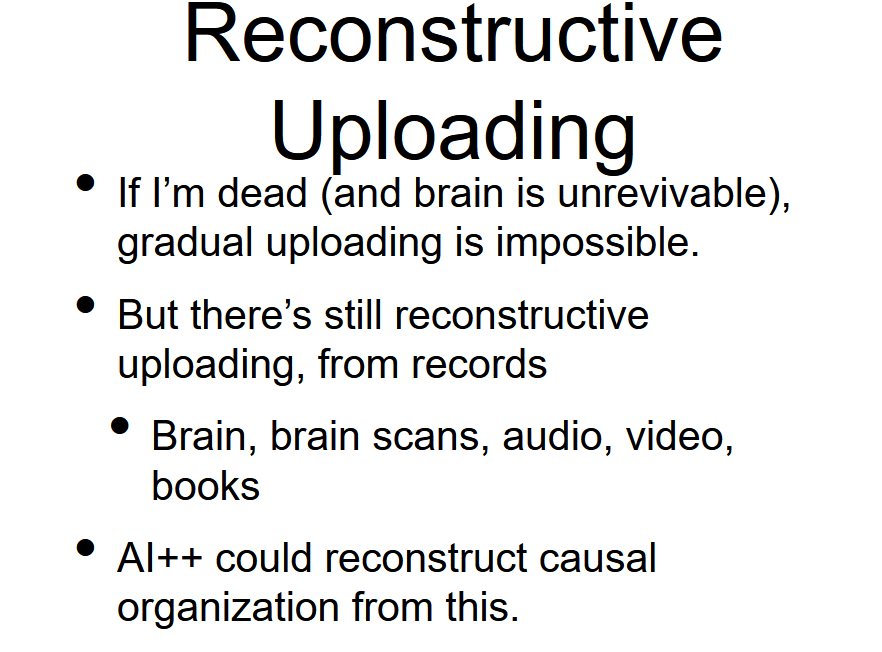 Reconstructive
Uploading
• If I’m dead (and brain is unrevivable),
gradual uploading is impossible.
• But there’s still reconstructive
uploading, from records
• Brain, brain scans, audio, video,
books
• AI++ could reconstruct causal
organization from this.